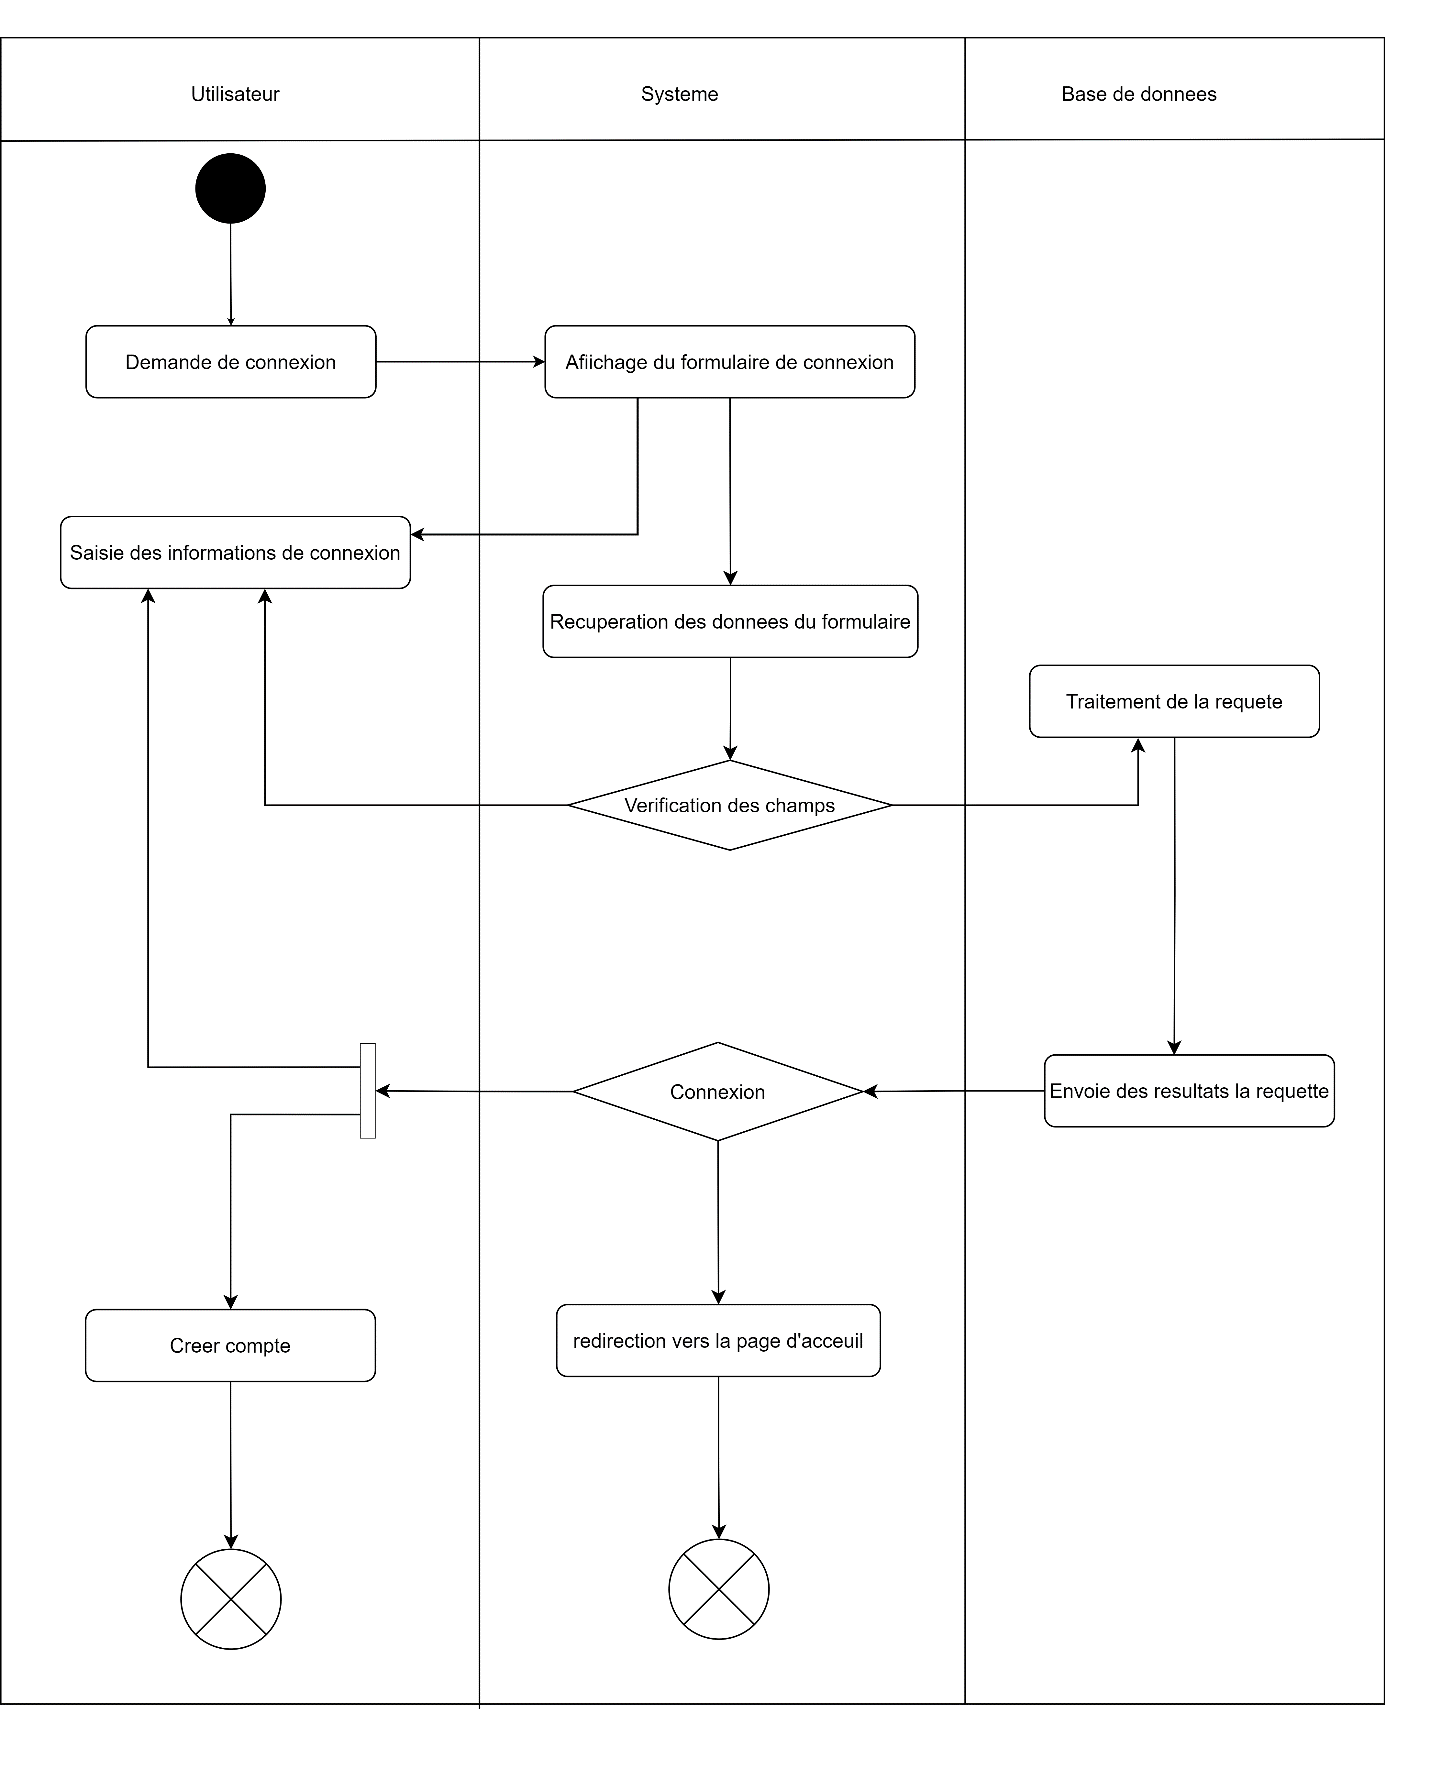 Utilisateur
Systeme
Base de donnees
Demande de connexion
Afiichage du formulaire de connexion
Saisie des informations de connexion
Recuperation des donnees du formulaire
Traitement de la requete
Verification des champs
Connexion
Envoie des resultats la requette
Creer compte
redirection vers la page d'acceuil